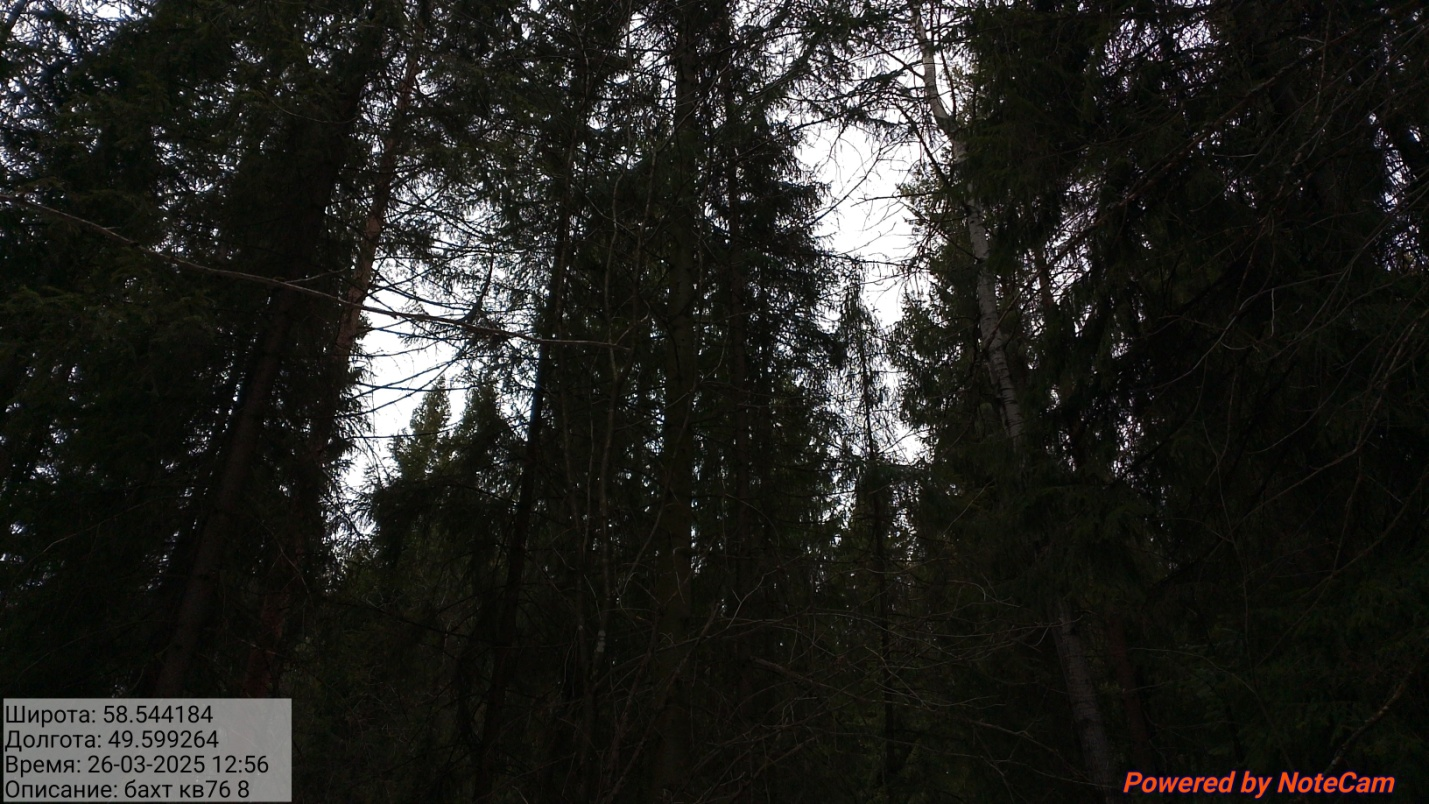 Широта: 58.544184
Долгота: 49.599264
Время: 26-03-2025 12:56
Описание: бахт кв76 8
Powered by NoteCam